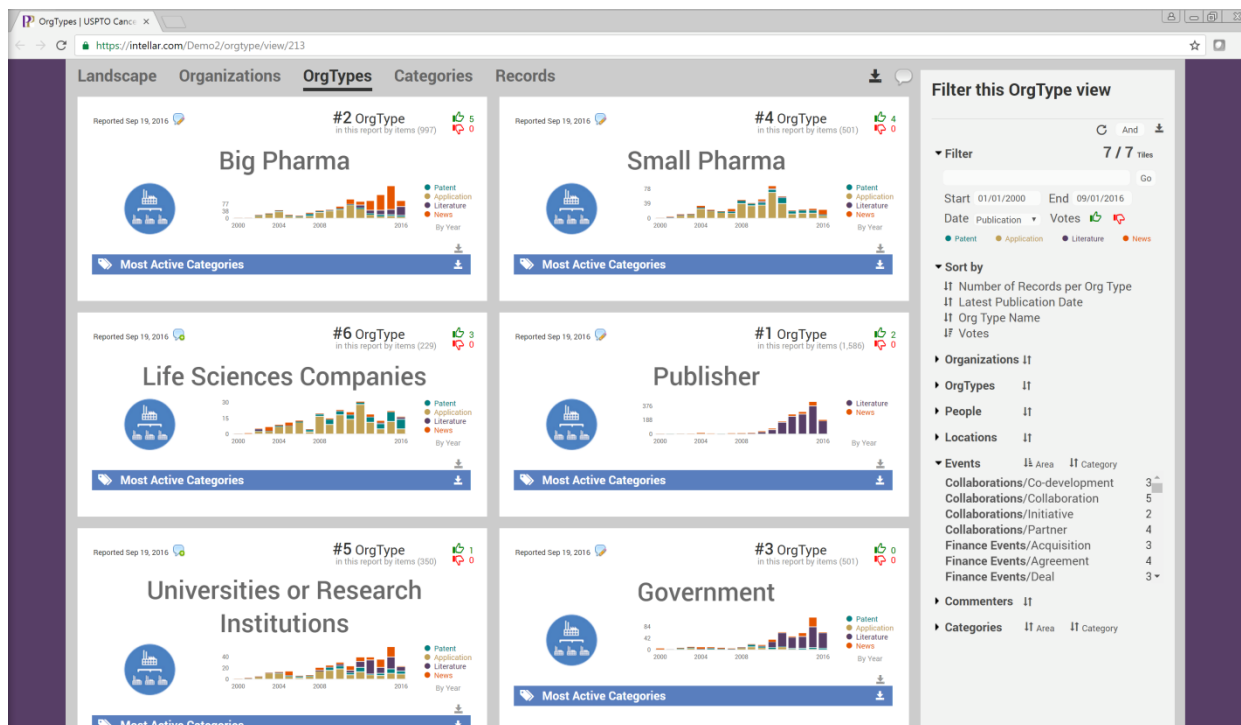 OrgTypes | USPTO Cance
https://intellar.com/Demo2/orgtype/view/213
Landscape Organizations OrgTypes Categories Records
Reported Sep 19, 2016
#2 OrgType
in this report by items (997)
5
0
Big Pharma
77
38
0
2000 2004 2008 2016
Patent
Application
Literature
News
By Year
Most Active Categories
Reported Sep 19, 2016
#4 OrgType
in this report by items (501)
4
0
Small Pharma
78
39
0
2000 2004 2008 2016
Patent
Application
Literature
News
By Year
Most Active Categories
Reported Sep 19, 2016
#6 OrgType
in this report by items (229)
3
0
Life Sciences Companies
30
15
0
2000 2004 2008 2016
Patent
Application
Literature
News
By Year
Most Active Categories
Reported Sep 19, 2016
#1 OrgType
in this report by items (1,586)
2
0
Publisher
376
188
0
2000 2004 2008 2016
Literature
News
By Year
Most Active Categories
Reported Sep 19, 2016
#5 OrgType
in this report by items (350)
1
0
Universities or Research
Institutions
40
20
0
2000 2004 2008 2016
Patent
Application
Literature
News
By Year
Most Active Categories
Reported Sep 19, 2016
#3 OrgType
in this report by items (501)
0
0
Government
84
42
0
2000 2004 2008 2016
Patent
Application
Literature
News
By Year
Most Active Categories
Filter this OrgType view
And
Filter 7 / 7 Tiles
Go
Start 01/01/2000 End 09/01/2016
Date Publication Votes
Patent Application Literature News
Sort by
Number of Records per Org Type
Latest Publication Date
Org Type Name
Votes
Organizations
OrgTypes
People
Locations
Events Area Category
Collaborations/Co-development 3
Collaborations/Collaboration 5
Collaborations/Initiative 2
Collaborations/Partner 4
Finance Events/Acquisition 3
Finance Events/Agreement 4
Finance Events/Deal 3
Commenters
Categories Area Category